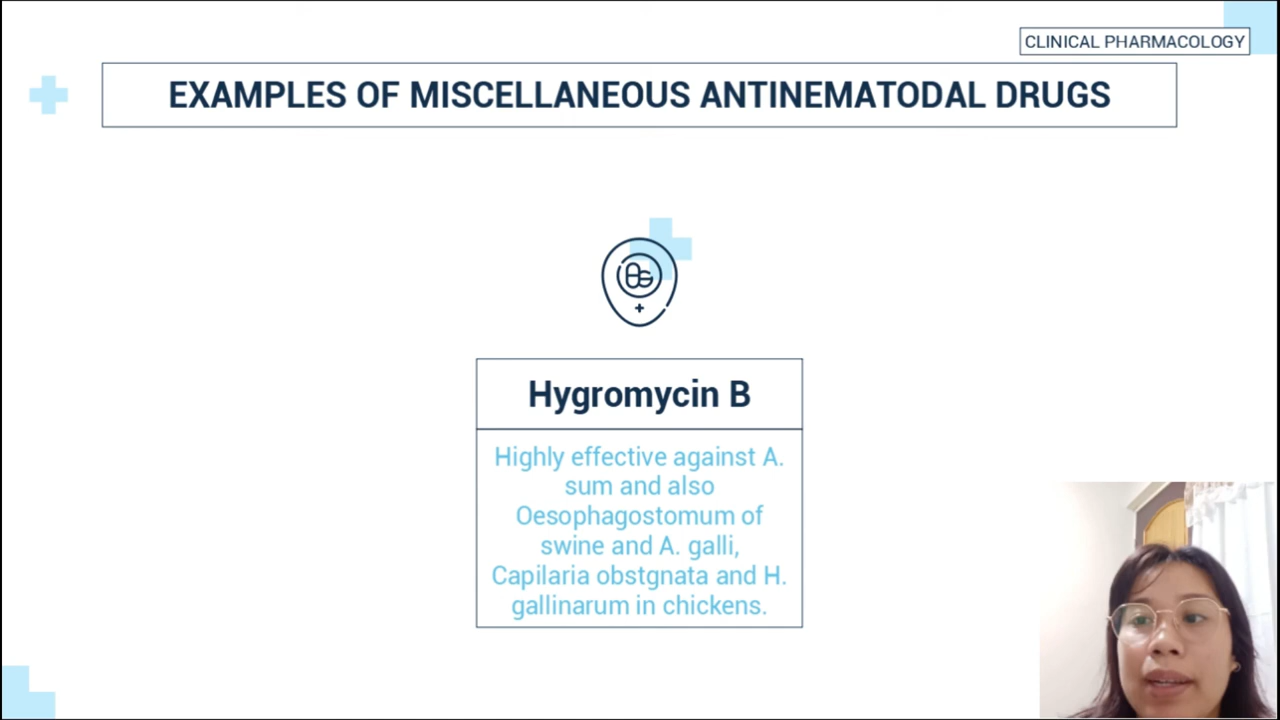 CLINICAL PHARMACOLOGY
EXAMPLES OF MISCELLANEOUS ANTINEMATODAL DRUGS
Hygromycin B
Highly effective against A.
sum and also
Oesophagostomum of
swine and A. galli,
Capilaria obstgnata and H.
gallinarum in chickens.